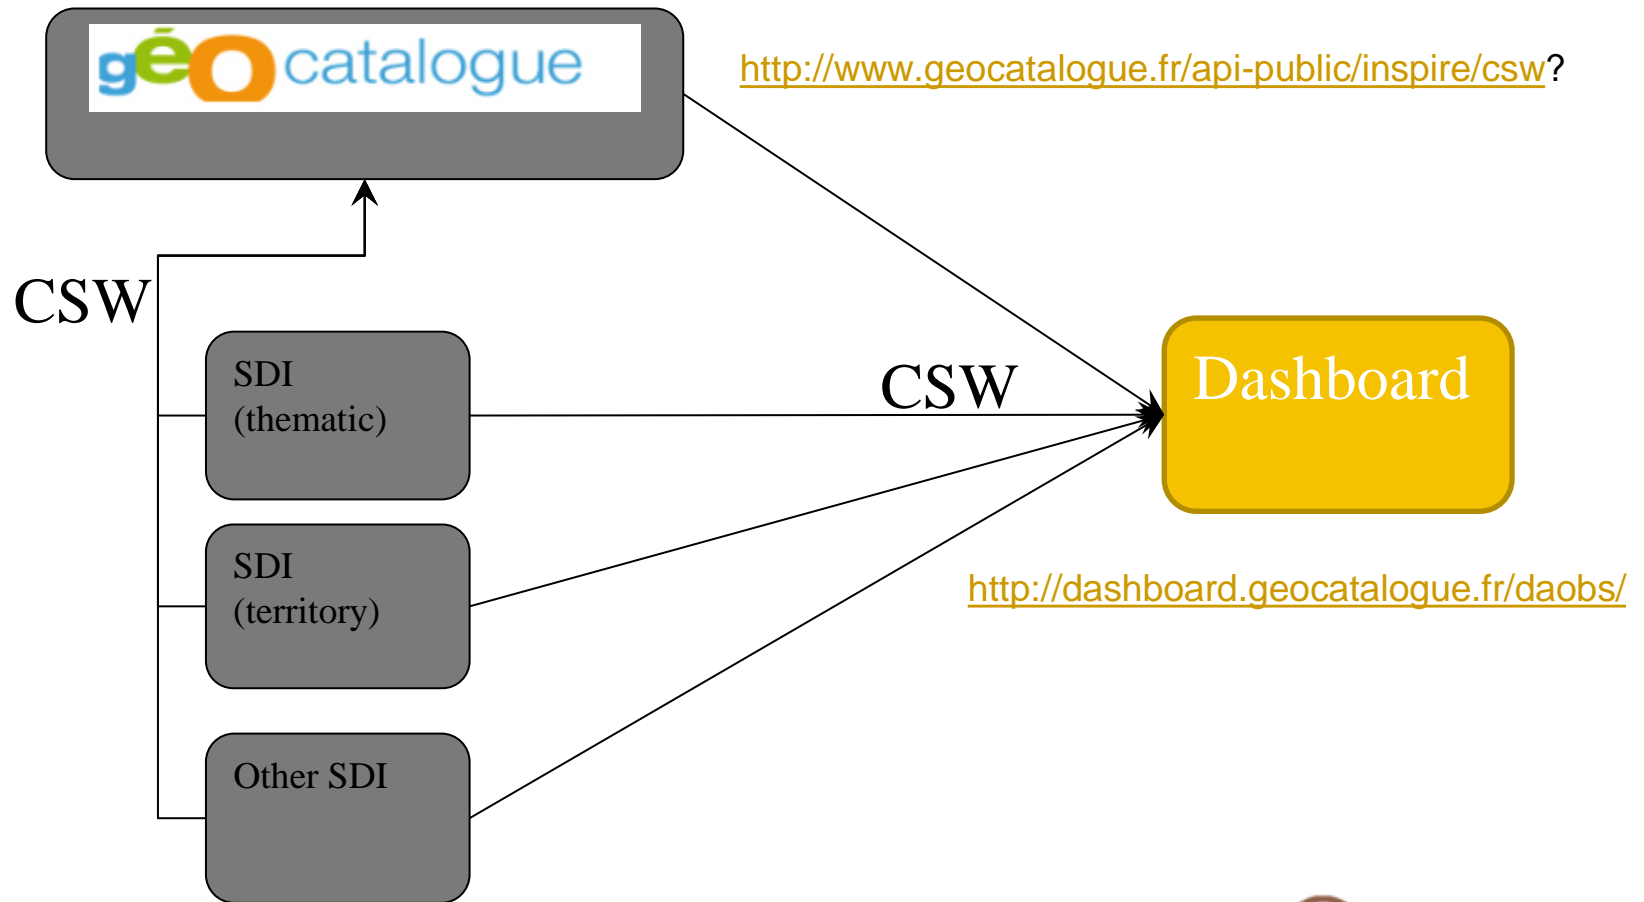 géo catalogue
http://www.geocatalogue.fr/api-public/inspire/csw?
CSW
SDI
(thematic)
CSW
Dashboard
SDI
(territory)
http://dashboard.geocatalogue.fr/daobs/
Other SDI